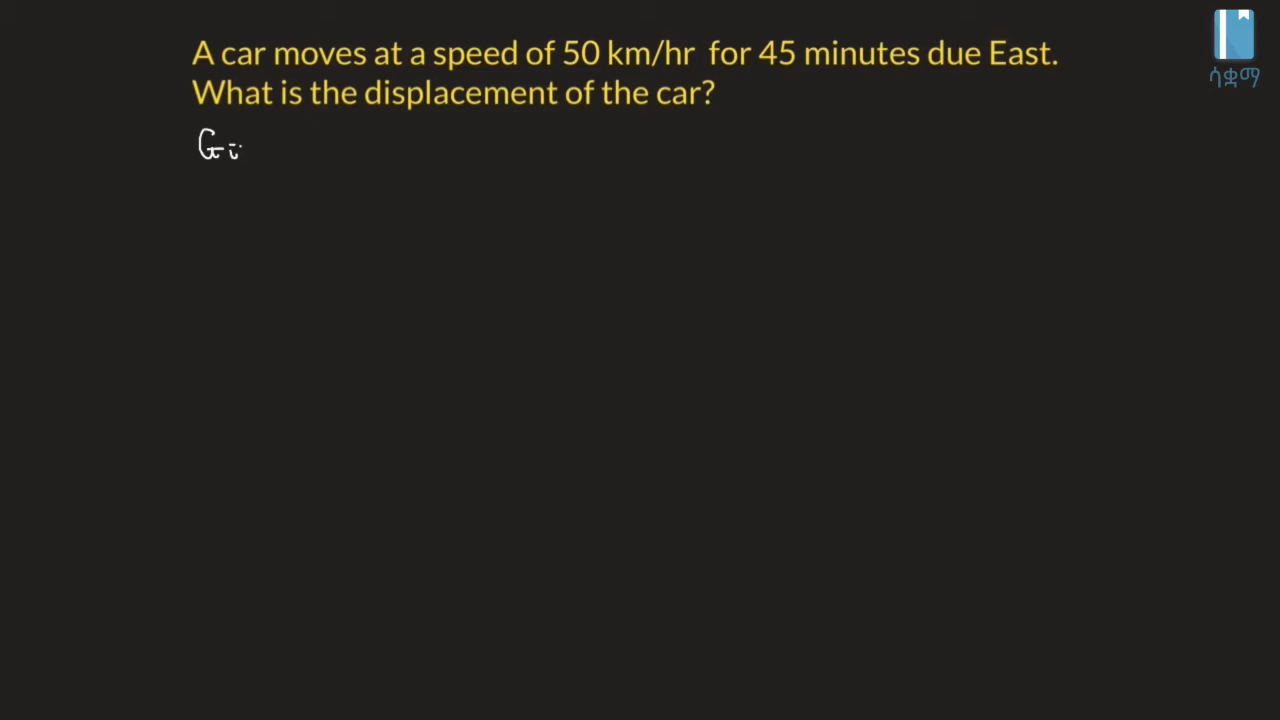 A car moves at a speed of 50 km/hr for 45 minutes due East.
What is the displacement of the car?
Gi
ሳቋማ